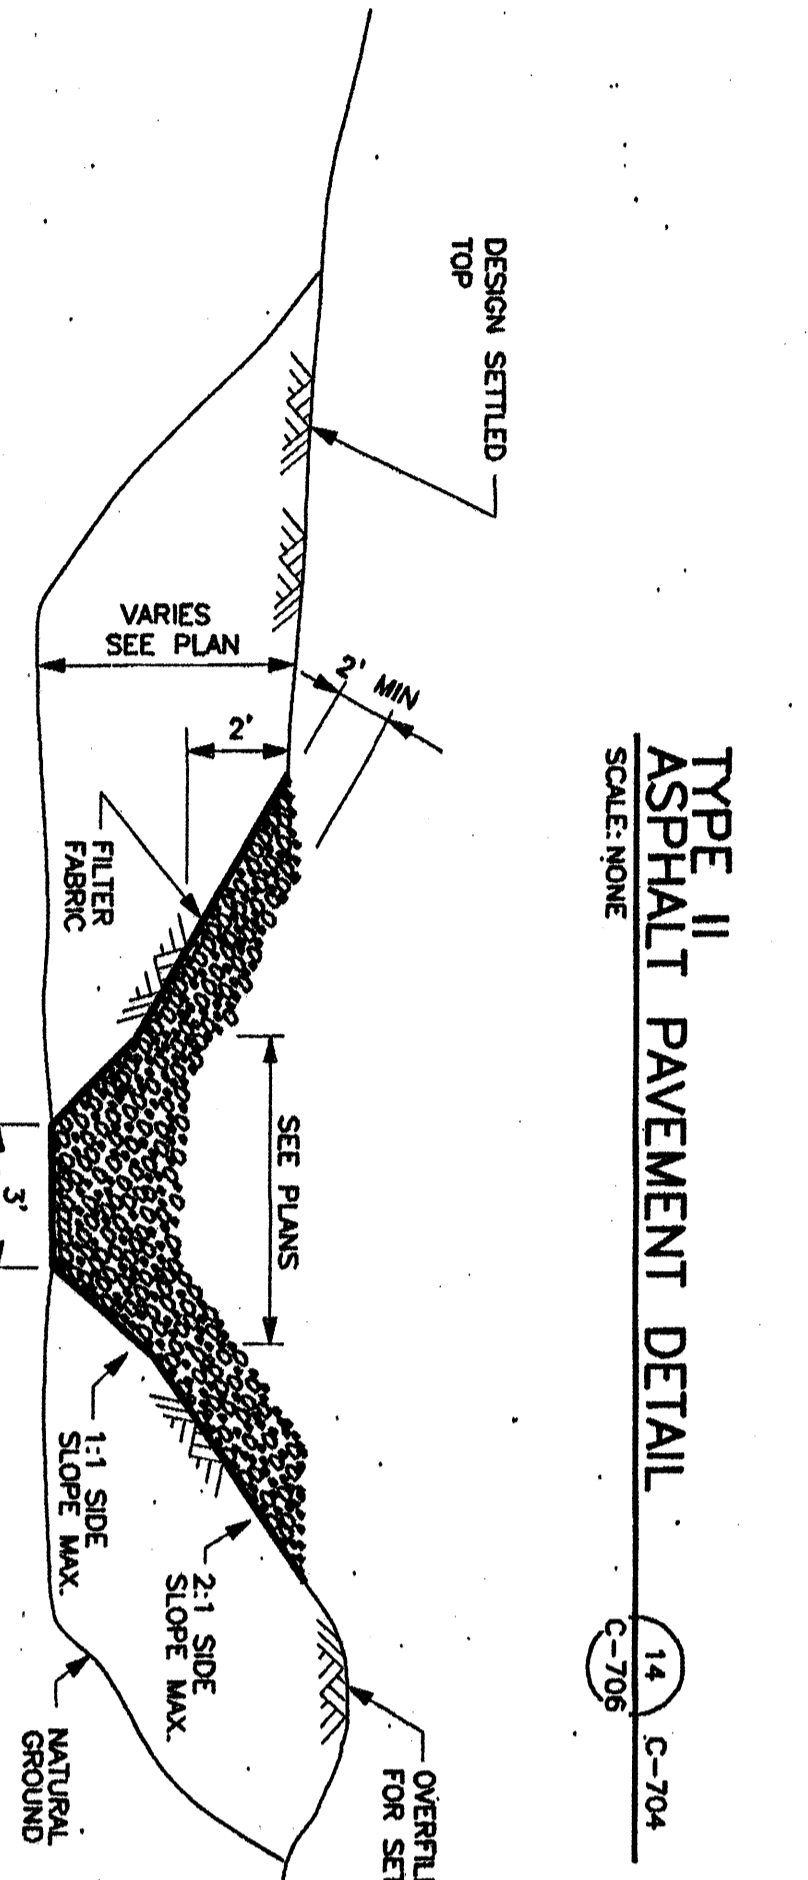 TYPE II
ASPHALT PAVEMENT DETAIL
SCALE: NONE
14
C-706
C-704
DESIGN SETTLED
TOP
VARIES
SEE PLAN
2' MIN
2'
FILTER
FABRIC
SEE PLANS
3'
1:1 SIDE
SLOPE MAX.
2:1 SIDE
SLOPE MAX.
NATURAL
GROUND
FOR